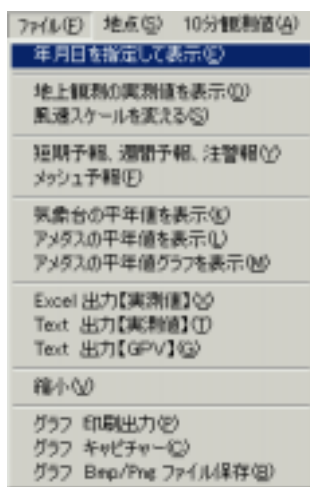 ファイル(F) 地点(S) 10分観測値(A)
年月日を指定して表示(E)
地上観測の実測値を表示(D)
風速スケールを変える(S)
短期予報、週間予報、注警報(Y)
メッシュ予報(F)
気象台の平年値を表示(K)
アメダスの平年値を表示(L)
アメダスの平年値グラフを表示(M)
Excel 出力【実測値】(X)
Text 出力【実測値】(T)
Text 出力【GPV】(G)
縮小(V)
グラフ 印刷出力(P)
グラフ キャピチャー(C)
グラフ Bmp/Png ファイル保存(B)